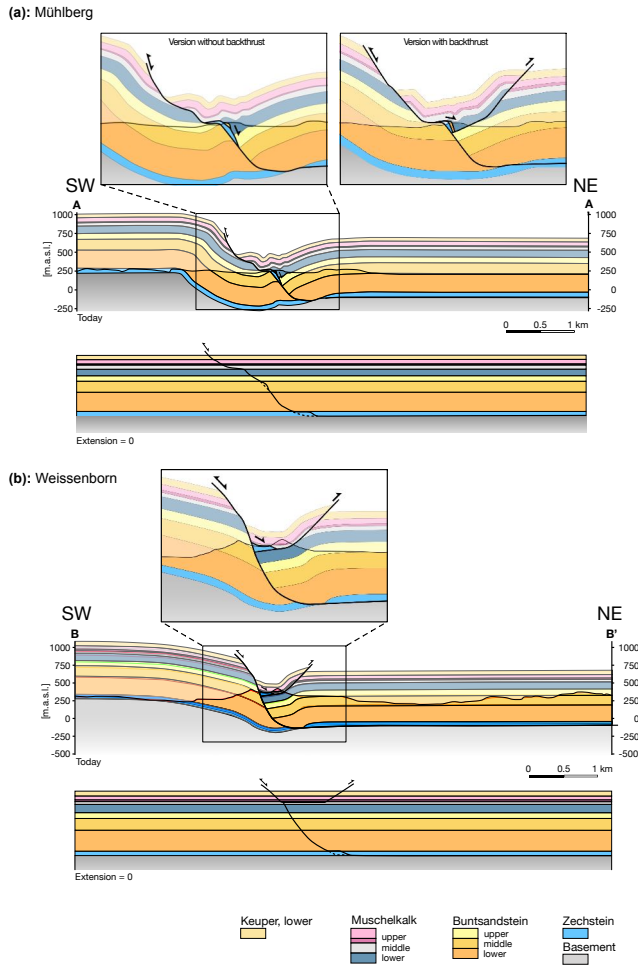 (a): Mühlberg
Version without backthrust
Version with backthrust
SW
NE
A
A
1000
750
500
250
0
-250
[m.a.s.l.]
1000
750
500
250
0
-250
Today
0 0.5 1 km
Extension = 0
(b): Weissenborn
SW
NE
B
B'
1000
750
500
250
0
-250
-500
[m.a.s.l.]
1000
750
500
250
0
-250
-500
Today
0 0.5 1 km
Extension = 0
Keuper, lower
Muschelkalk
upper
middle
lower
Buntsandstein
upper
middle
lower
Zechstein
Basement